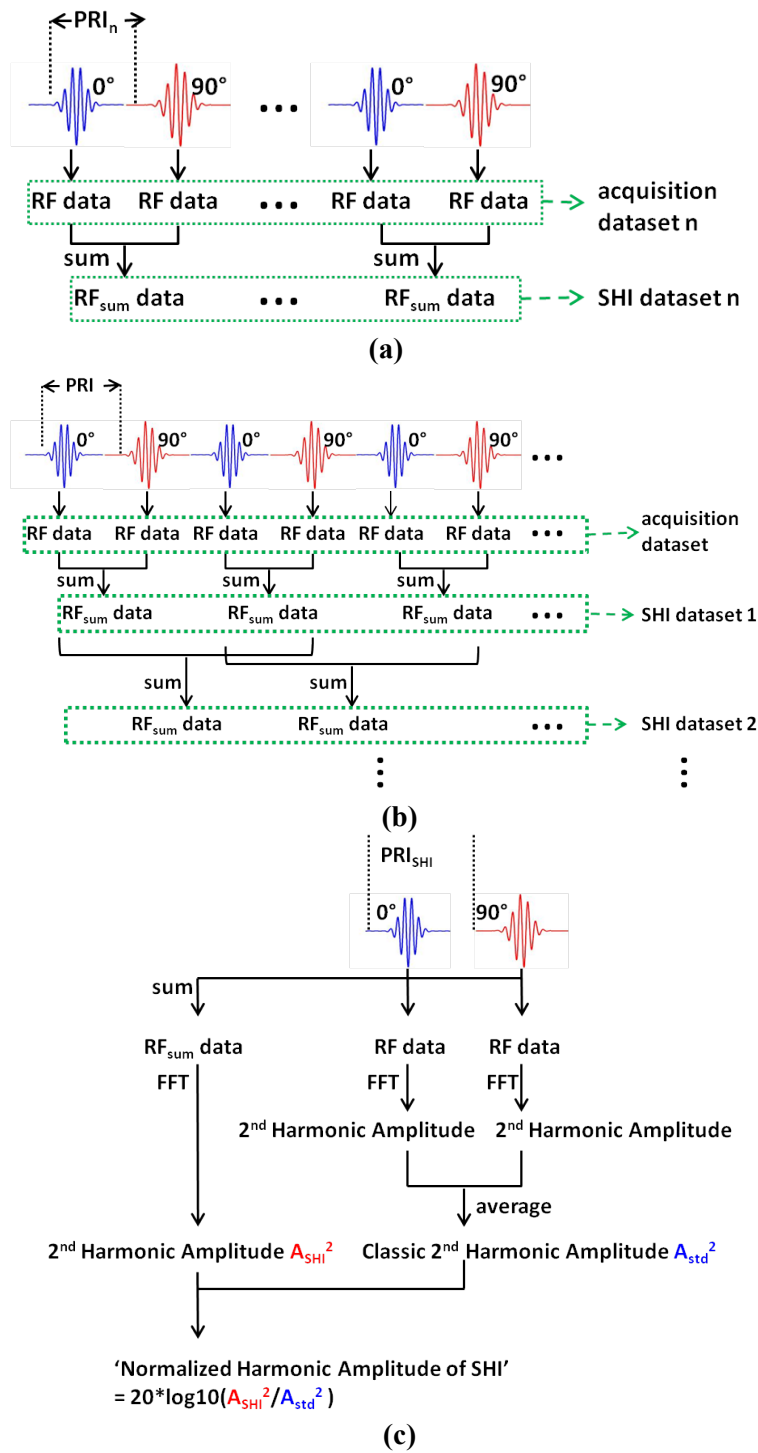 PRIn
0° 90° ••• 0° 90°
RF data RF data ••• RF data RF data
acquisition
dataset n
sum sum
RFsum data ••• RFsum data
SHI dataset n
(a)
PRI
0° 90° 0° 90° 0° 90° •••
RF data RF data RF data RF data RF data RF data •••
acquisition
dataset
sum sum sum
RFsum data RFsum data RFsum data •••
SHI dataset 1
sum sum
RFsum data RFsum data •••
SHI dataset 2
(b)
PRISHI
0° 90°
sum
RFsum data RF data RF data
FFT FFT FFT
2nd Harmonic Amplitude 2nd Harmonic Amplitude
average
2nd Harmonic Amplitude ASHI2 Classic 2nd Harmonic Amplitude Astd2
‘Normalized Harmonic Amplitude of SHI’
= 20*log10(ASHI2/Astd2 )
(c)